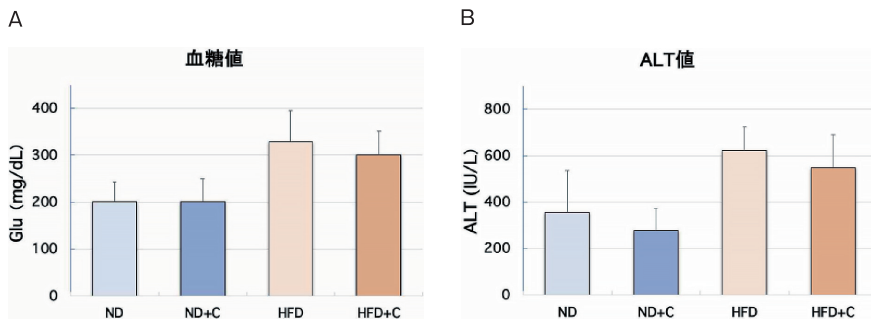 A
血糖値
Glu (mg/dL)
400
300
200
100
0
ND
ND+C
HFD
HFD+C
B
ALT値
ALT (IU/L)
800
600
400
200
0
ND
ND+C
HFD
HFD+C